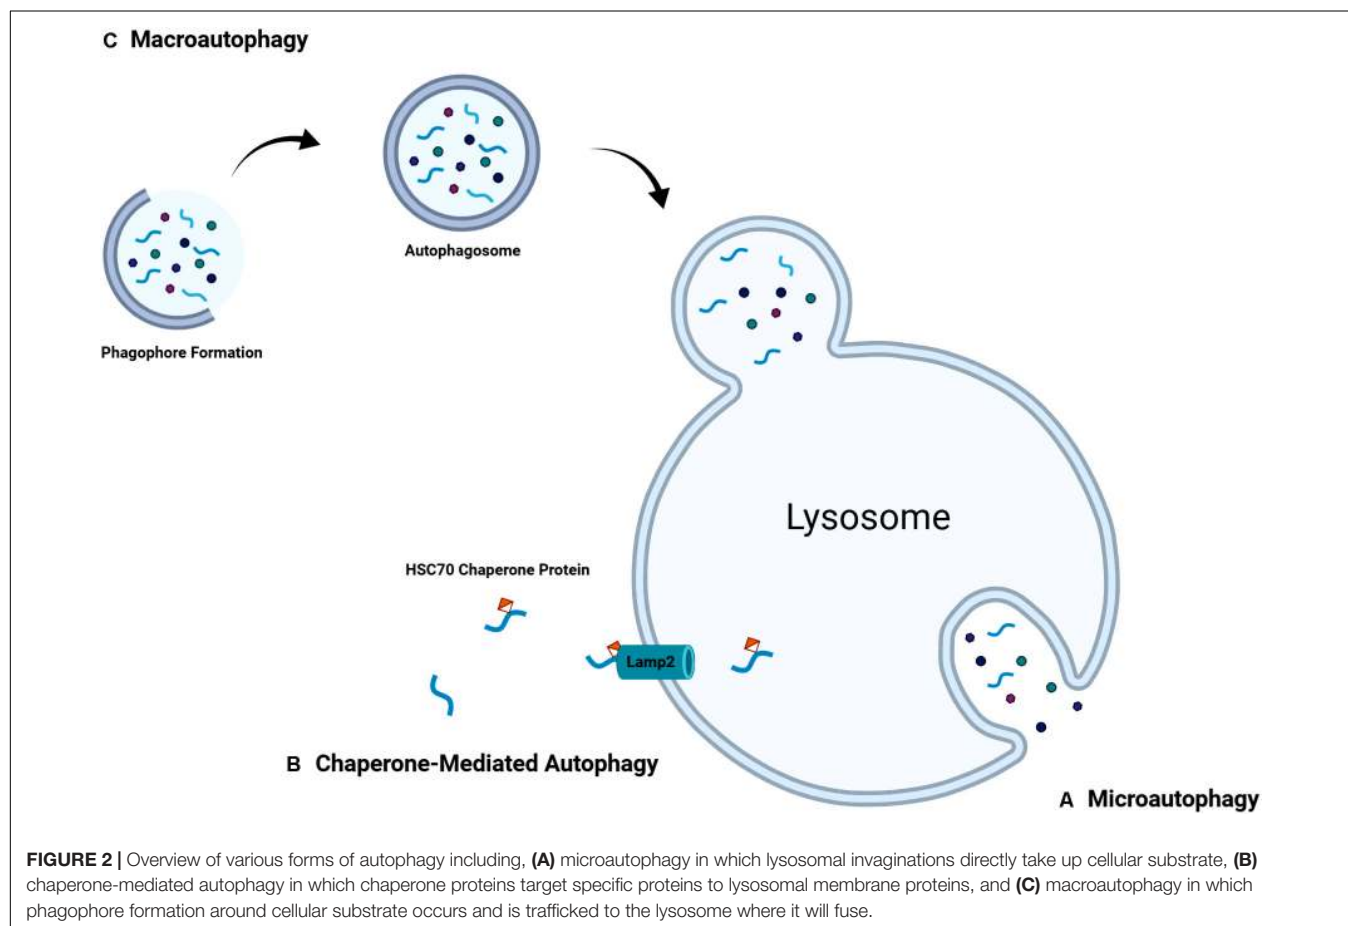 C Macroautophagy
Autophagosome
Phagophore Formation
Lysosome
HSC70 Chaperone Protein
Lamp2
B Chaperone-Mediated Autophagy
A Microautophagy
FIGURE 2 | Overview of various forms of autophagy including, (A) microautophagy in which lysosomal invaginations directly take up cellular substrate, (B)
chaperone-mediated autophagy in which chaperone proteins target specific proteins to lysosomal membrane proteins, and (C) macroautophagy in which
phagophore formation around cellular substrate occurs and is trafficked to the lysosome where it will fuse.